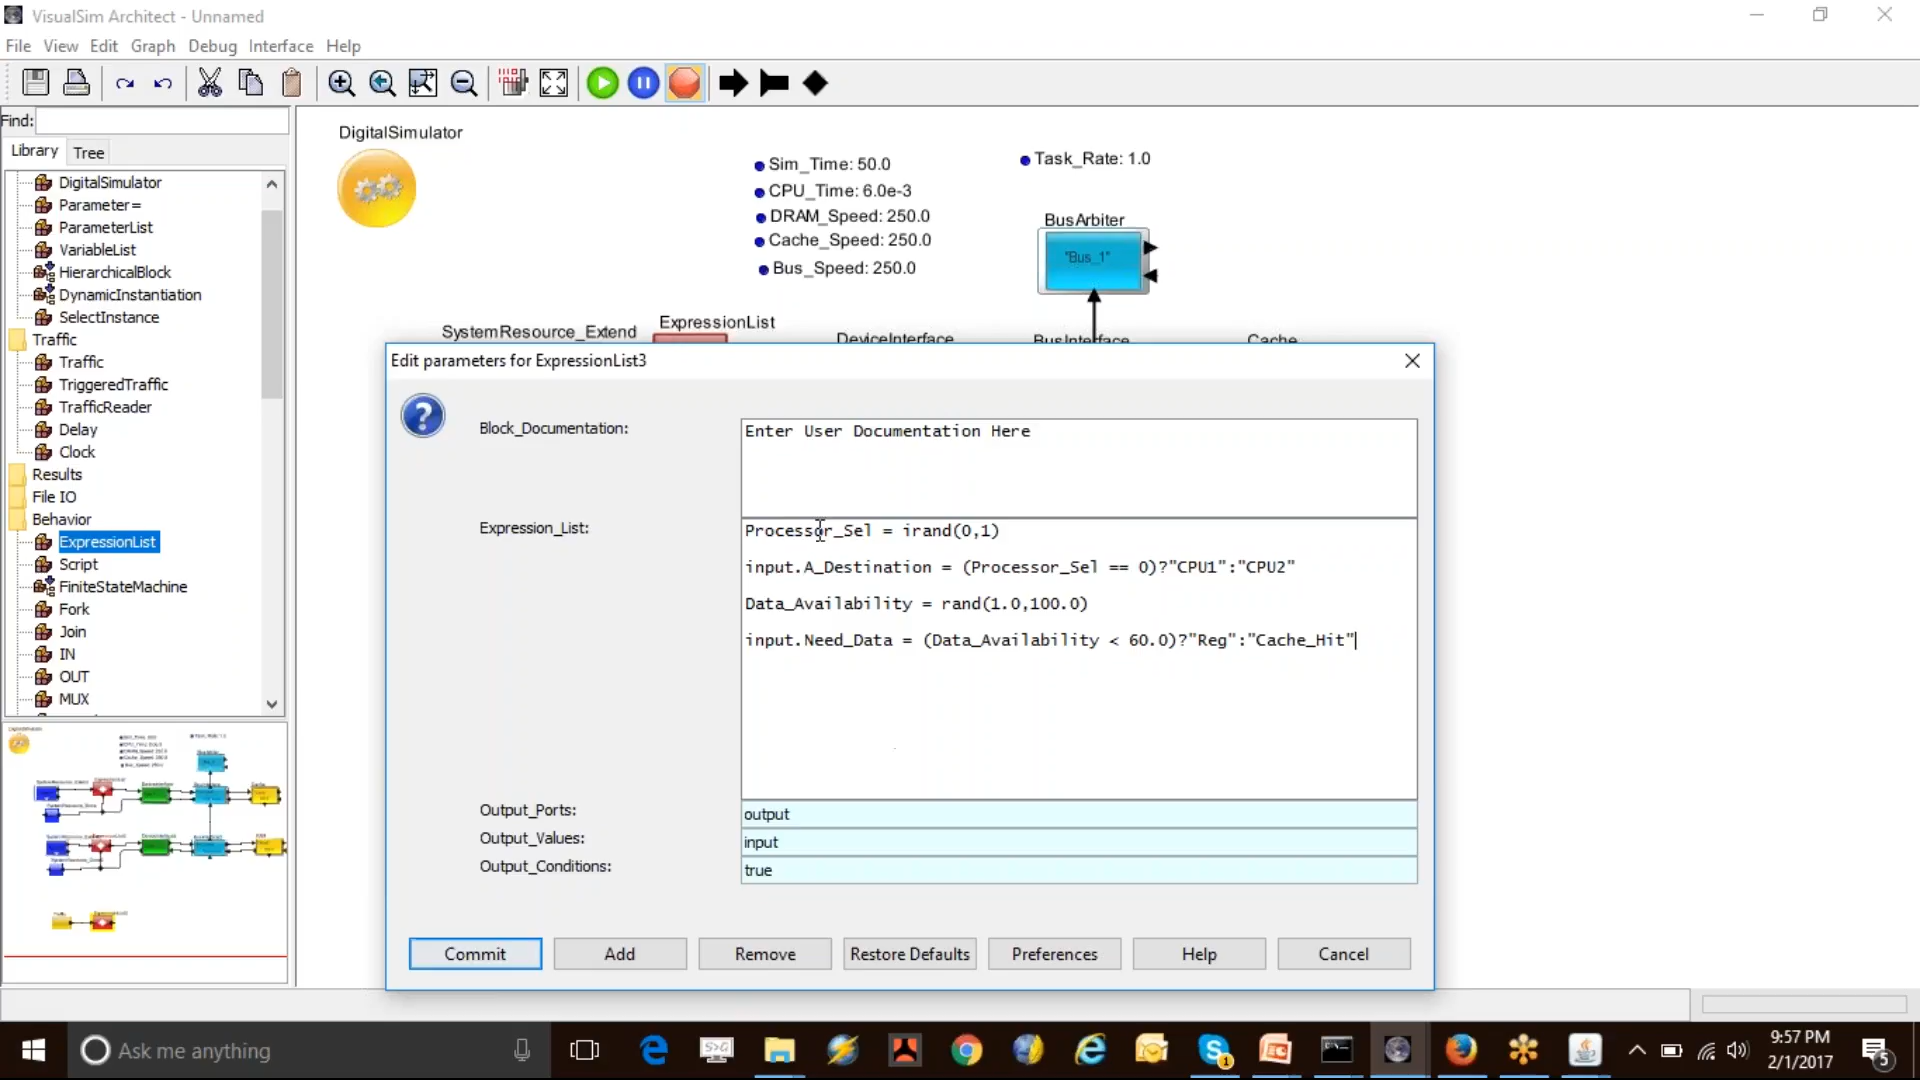 VisualSim Architect - Unnamed
File View Edit Graph Debug Interface Help
Find:
Library Tree
DigitalSimulator
Parameter=
ParameterList
VariableList
HierarchicalBlock
DynamicInstantiation
SelectInstance
Traffic
Traffic
TriggeredTraffic
TrafficReader
Delay
Clock
Results
File IO
Behavior
ExpressionList
Script
FiniteStateMachine
Fork
Join
IN
OUT
MUX
DigitalSimulator
Sim_Time: 50.0
CPU_Time: 6.0e-3
DRAM_Speed: 250.0
Cache_Speed: 250.0
Bus_Speed: 250.0
Task_Rate: 1.0
BusArbiter
"Bus_1"
SystemResource_Extend
ExpressionList
DeviceInterface
BusInterface
Cache
Edit parameters for ExpressionList3
Block_Documentation:
Enter User Documentation Here
Expression_List:
Processor_Sel = irand(0,1)
input.A_Destination = (Processor_Sel == 0)?"CPU1":"CPU2"
Data_Availability = rand(1.0,100.0)
input.Need_Data = (Data_Availability < 60.0)?"Reg":"Cache_Hit"
Output_Ports:
output
Output_Values:
input
Output_Conditions:
true
Commit Add Remove Restore Defaults Preferences Help Cancel
Ask me anything
9:57 PM
2/1/2017
5